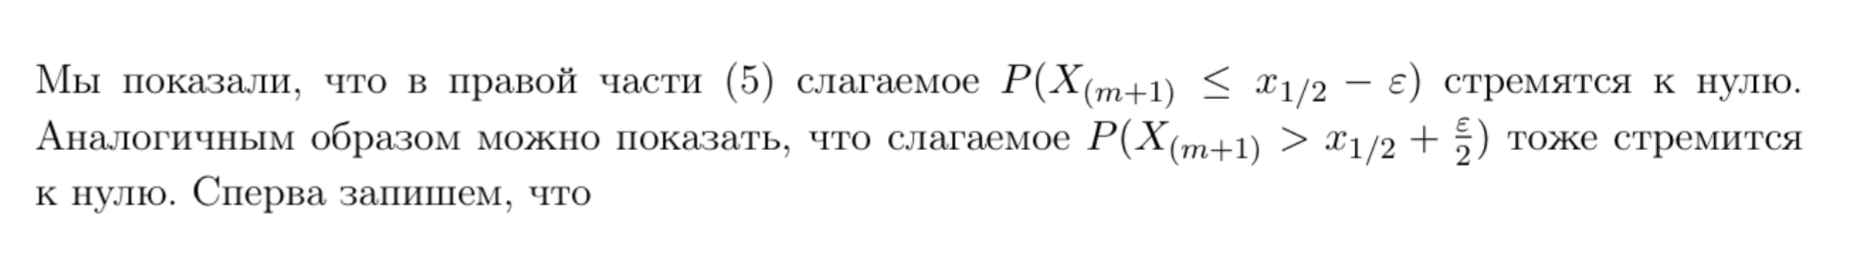 Мы показали, что в правой части (5) слагаемое $P(X_{(m+1)} \leq x_{1/2} - \varepsilon)$ стремятся к нулю.
Аналогичным образом можно показать, что слагаемое $P(X_{(m+1)} > x_{1/2} + \frac{\varepsilon}{2})$ тоже стремится
к нулю. Сперва запишем, что